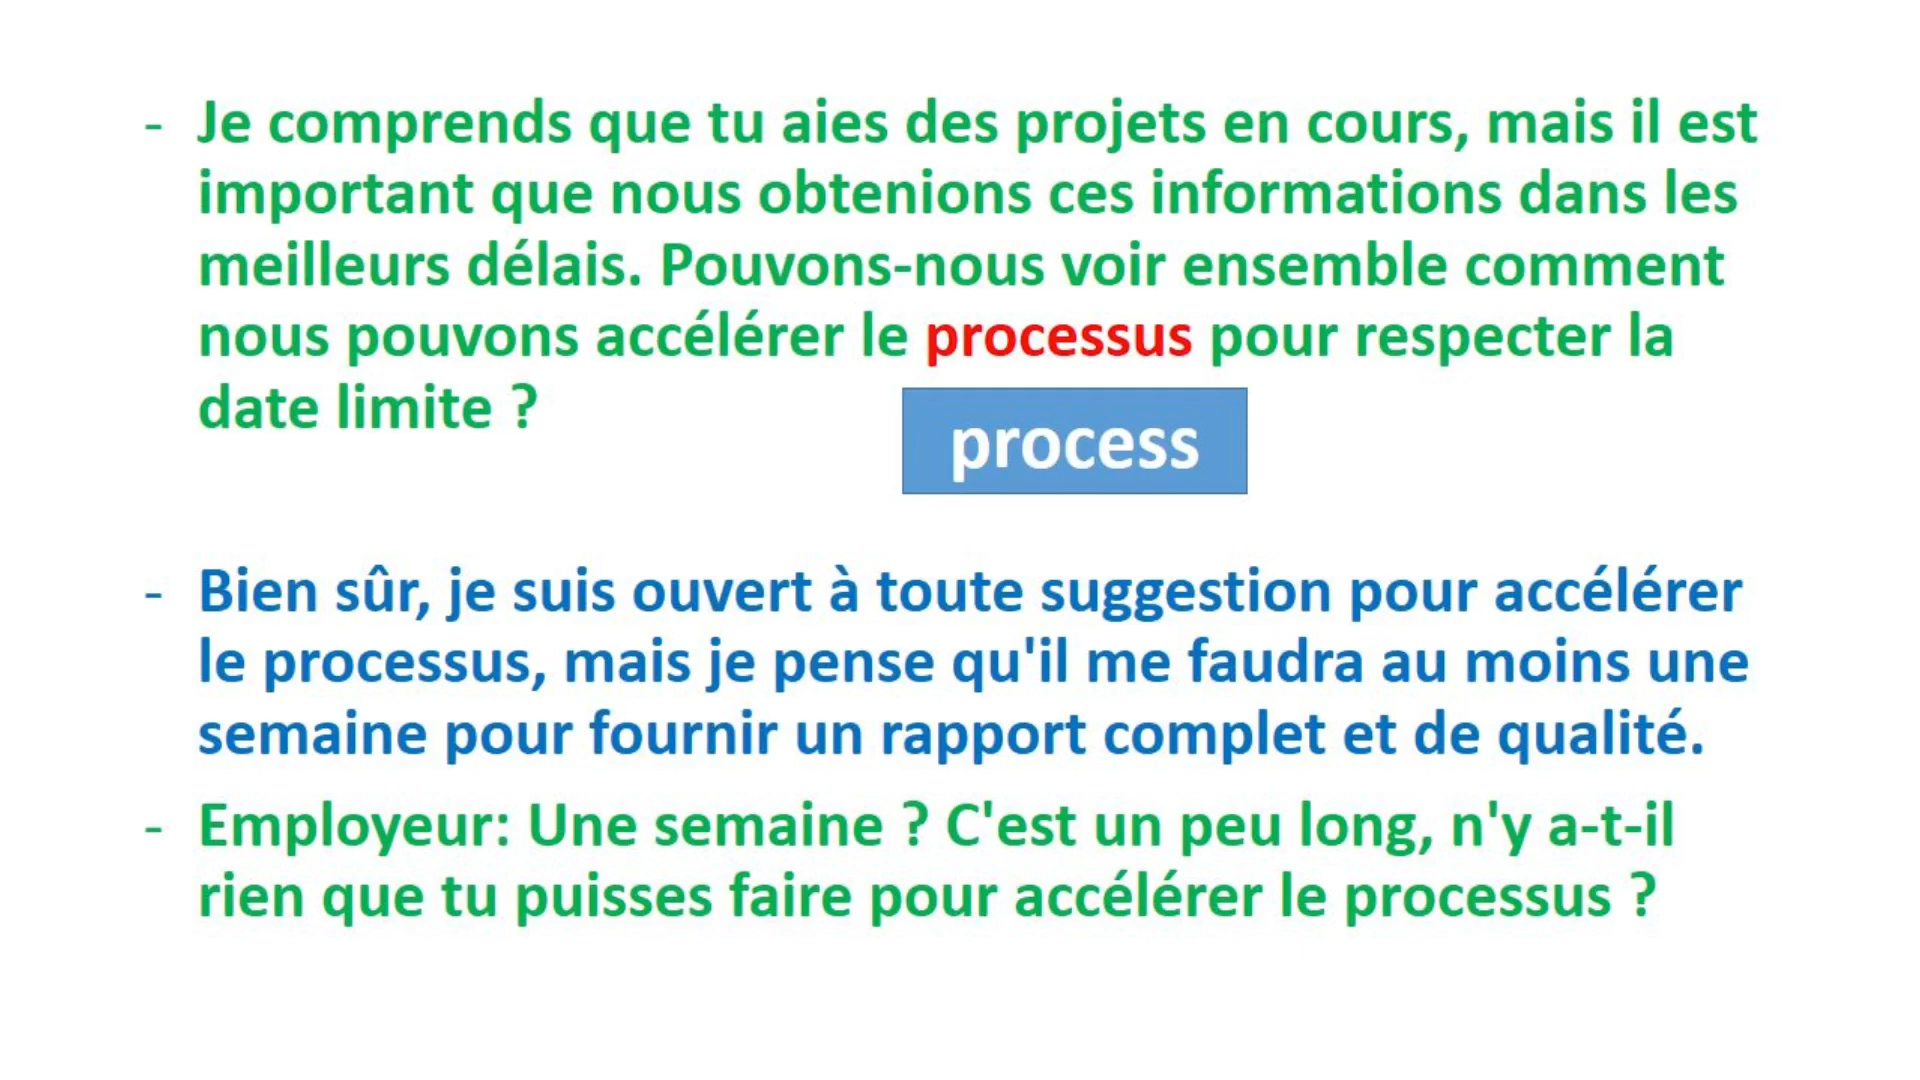 - Je comprends que tu aies des projets en cours, mais il est
important que nous obtenions ces informations dans les
meilleurs délais. Pouvons-nous voir ensemble comment
nous pouvons accélérer le processus pour respecter la
date limite ?
process
- Bien sûr, je suis ouvert à toute suggestion pour accélérer
le processus, mais je pense qu'il me faudra au moins une
semaine pour fournir un rapport complet et de qualité.
- Employeur: Une semaine ? C'est un peu long, n'y a-t-il
rien que tu puisses faire pour accélérer le processus ?